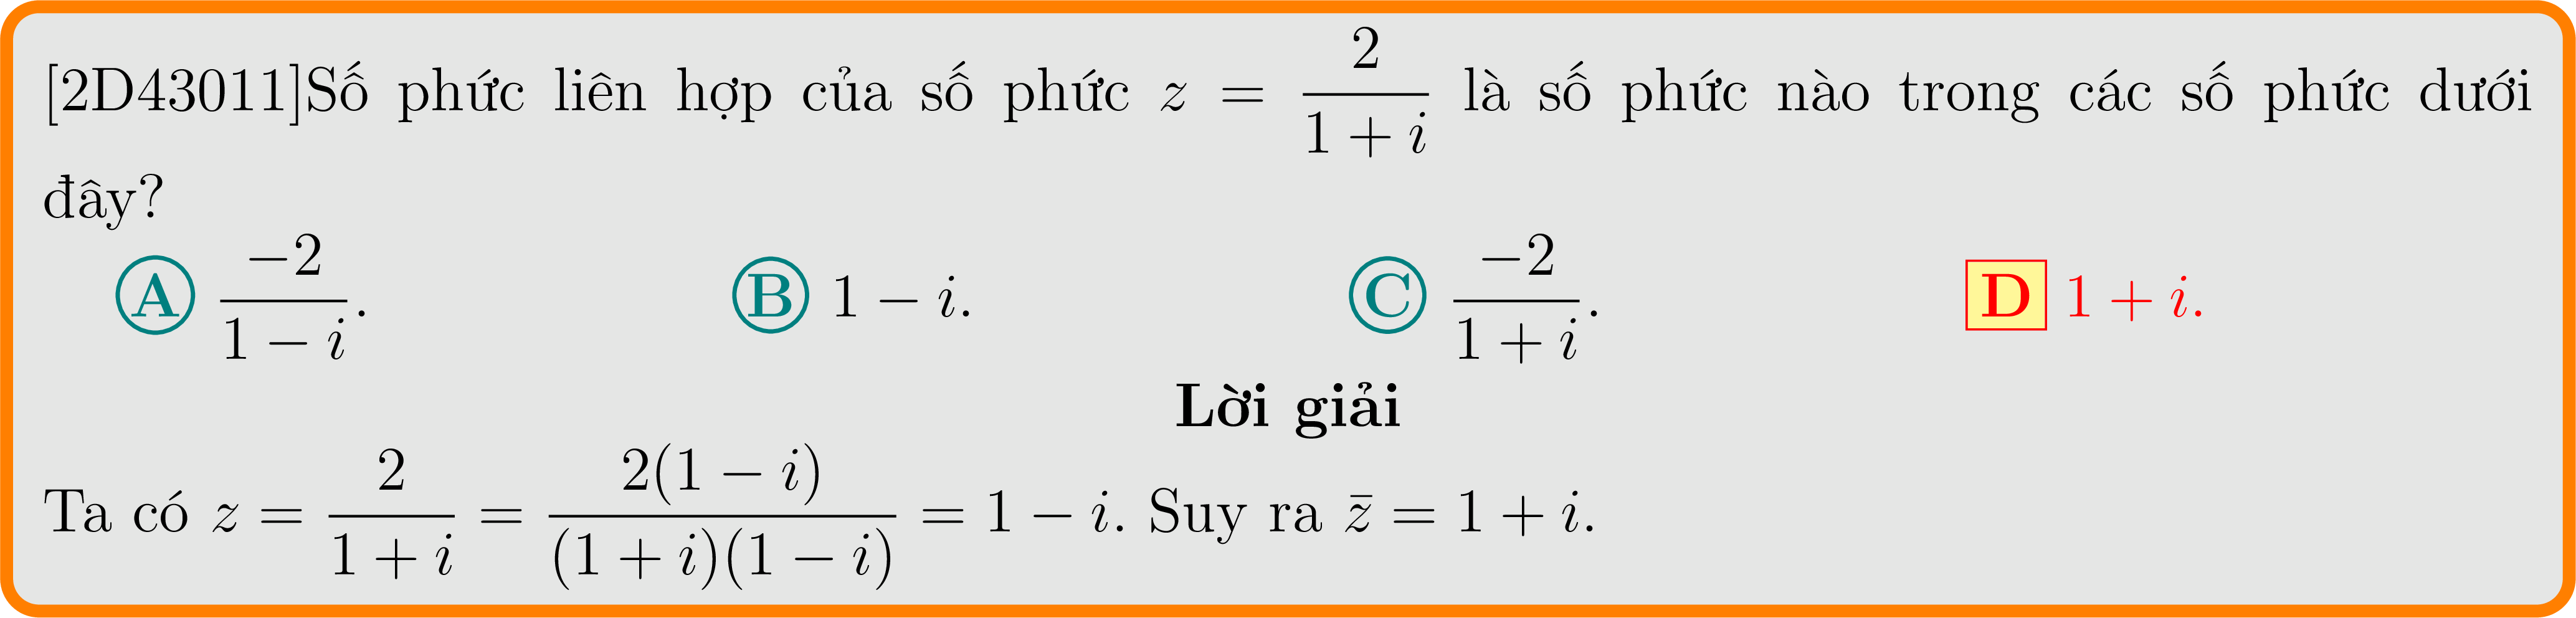 [2D43011]Số phức liên hợp của số phức z = \frac{2}{1 + i} là số phức nào trong các số phức dưới
đây?
A \frac{-2}{1 - i}. B 1 - i. C \frac{-2}{1 + i}. D 1 + i.
Lời giải
Ta có z = \frac{2}{1 + i} = \frac{2(1 - i)}{(1 + i)(1 - i)} = 1 - i. Suy ra \bar{z} = 1 + i.